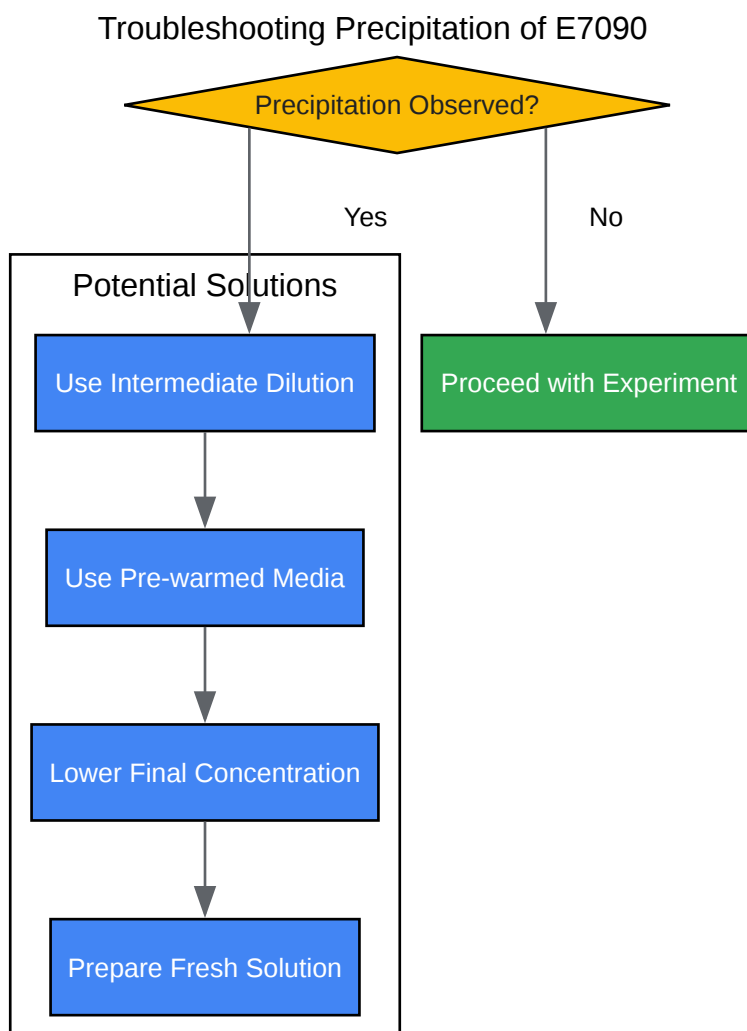 Troubleshooting Precipitation of E7090
Precipitation Observed?
Yes
No
Potential Solutions
Use Intermediate Dilution
Proceed with Experiment
Use Pre-warmed Media
Lower Final Concentration
Prepare Fresh Solution